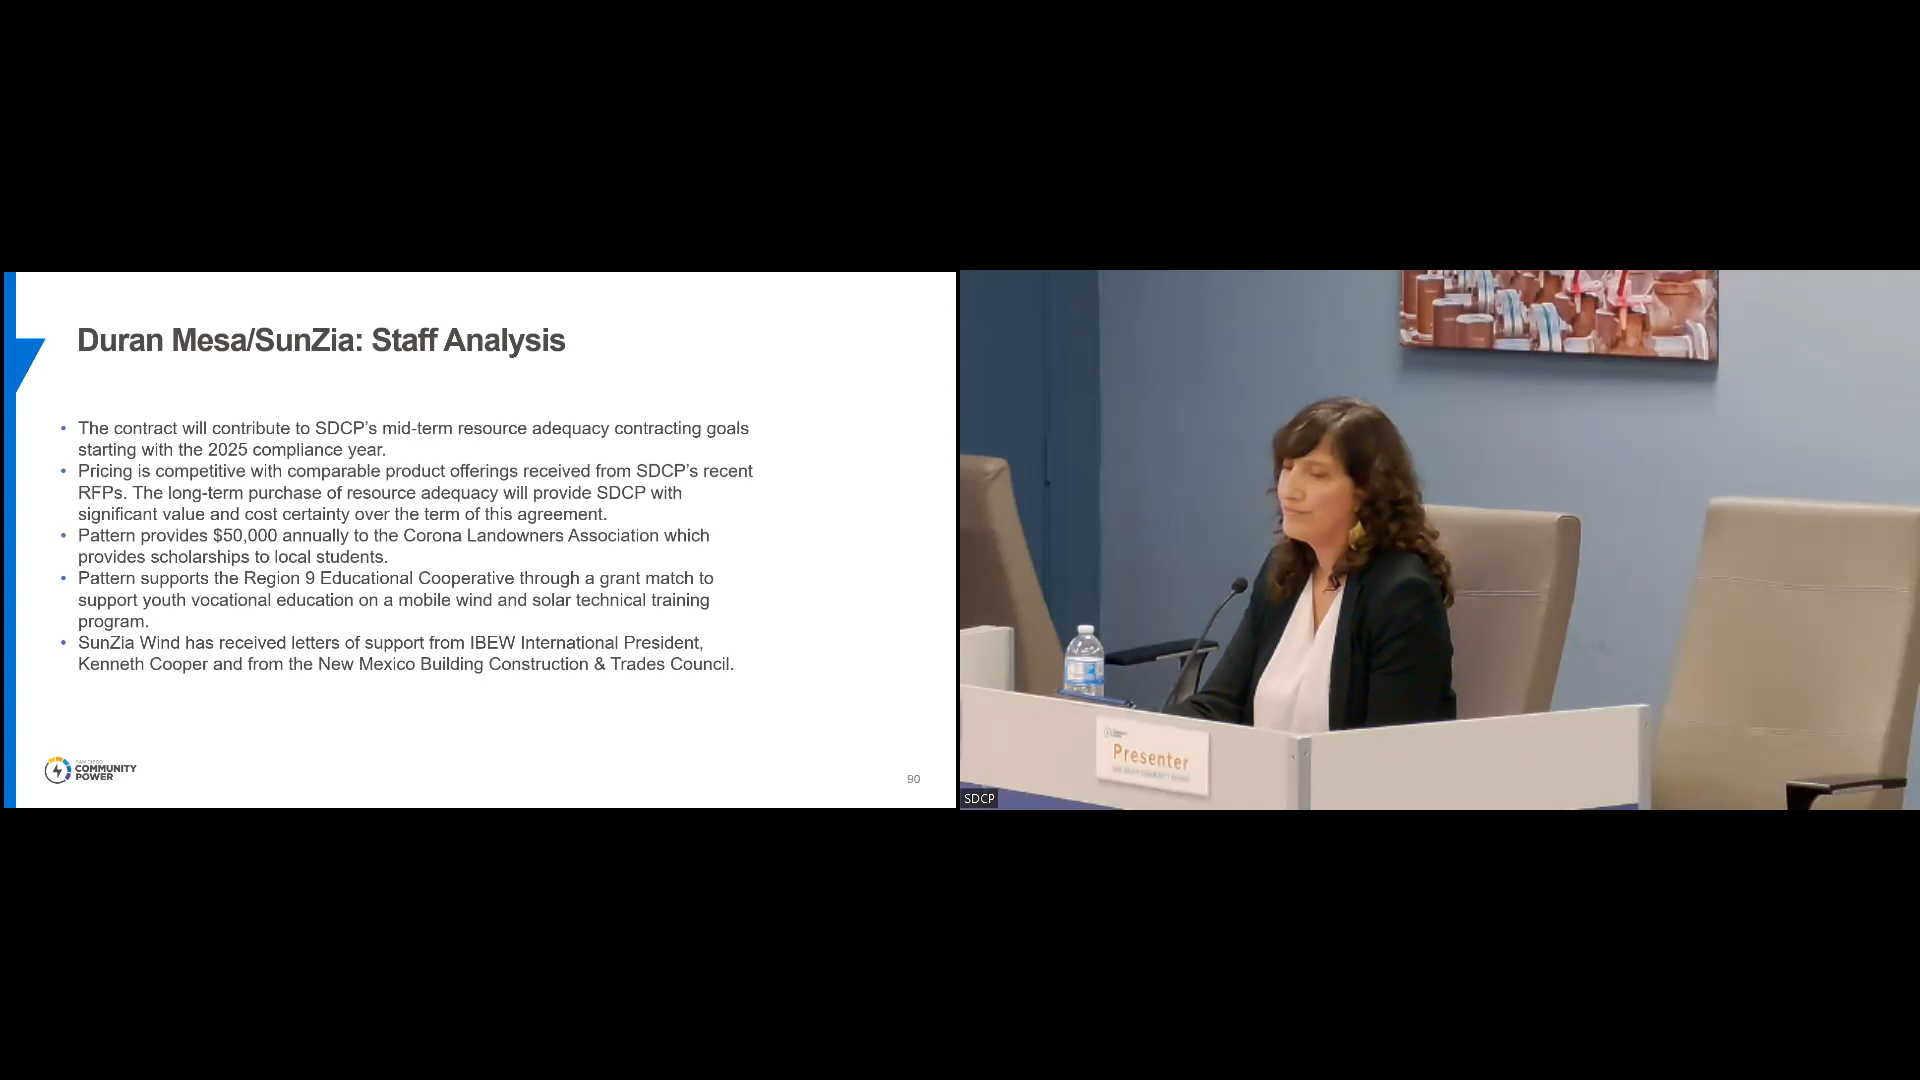 Duran Mesa/SunZia: Staff Analysis
• The contract will contribute to SDCP’s mid-term resource adequacy contracting goals
starting with the 2025 compliance year.
• Pricing is competitive with comparable product offerings received from SDCP’s recent
RFPs. The long-term purchase of resource adequacy will provide SDCP with
significant value and cost certainty over the term of this agreement.
• Pattern provides $50,000 annually to the Corona Landowners Association which
provides scholarships to local students.
• Pattern supports the Region 9 Educational Cooperative through a grant match to
support youth vocational education on a mobile wind and solar technical training
program.
• SunZia Wind has received letters of support from IBEW International President,
Kenneth Cooper and from the New Mexico Building Construction & Trades Council.
SAN DIEGO
COMMUNITY
POWER
90
Presenter
SDCP